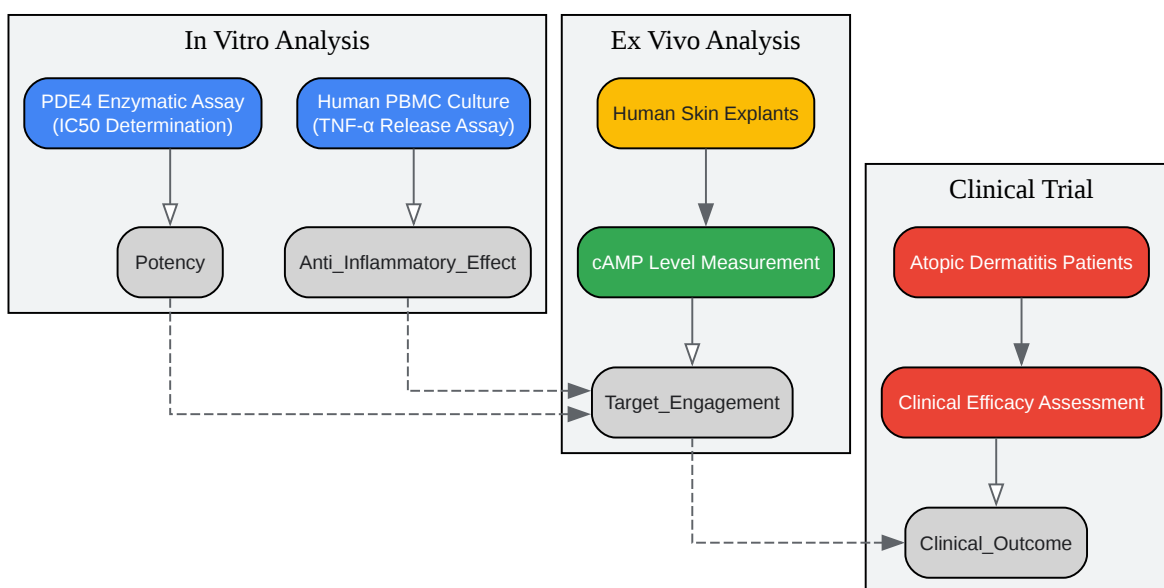 In Vitro Analysis
PDE4 Enzymatic Assay
(IC50 Determination)
Human PBMC Culture
(TNF-α Release Assay)
Potency
Anti_Inflammatory_Effect
Ex Vivo Analysis
Human Skin Explants
cAMP Level Measurement
Target_Engagement
Clinical Trial
Atopic Dermatitis Patients
Clinical Efficacy Assessment
Clinical_Outcome